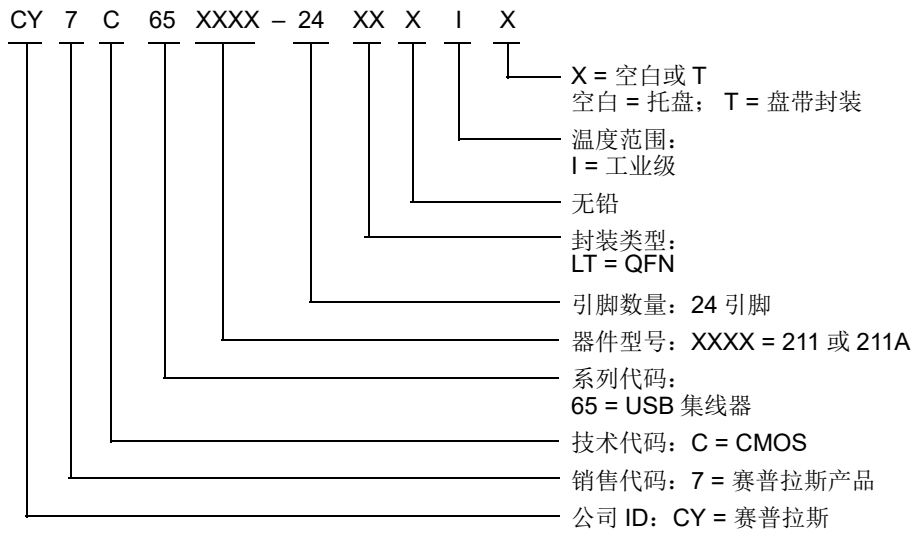 CY 7 C 65 XXXX – 24 XX X I X
X = 空白或 T
空白 = 托盘； T = 盘带封装
温度范围：
I = 工业级
无铅
封装类型：
LT = QFN
引脚数量：24 引脚
器件型号：XXXX = 211 或 211A
系列代码：
65 = USB 集线器
技术代码：C = CMOS
销售代码：7 = 赛普拉斯产品
公司 ID：CY = 赛普拉斯